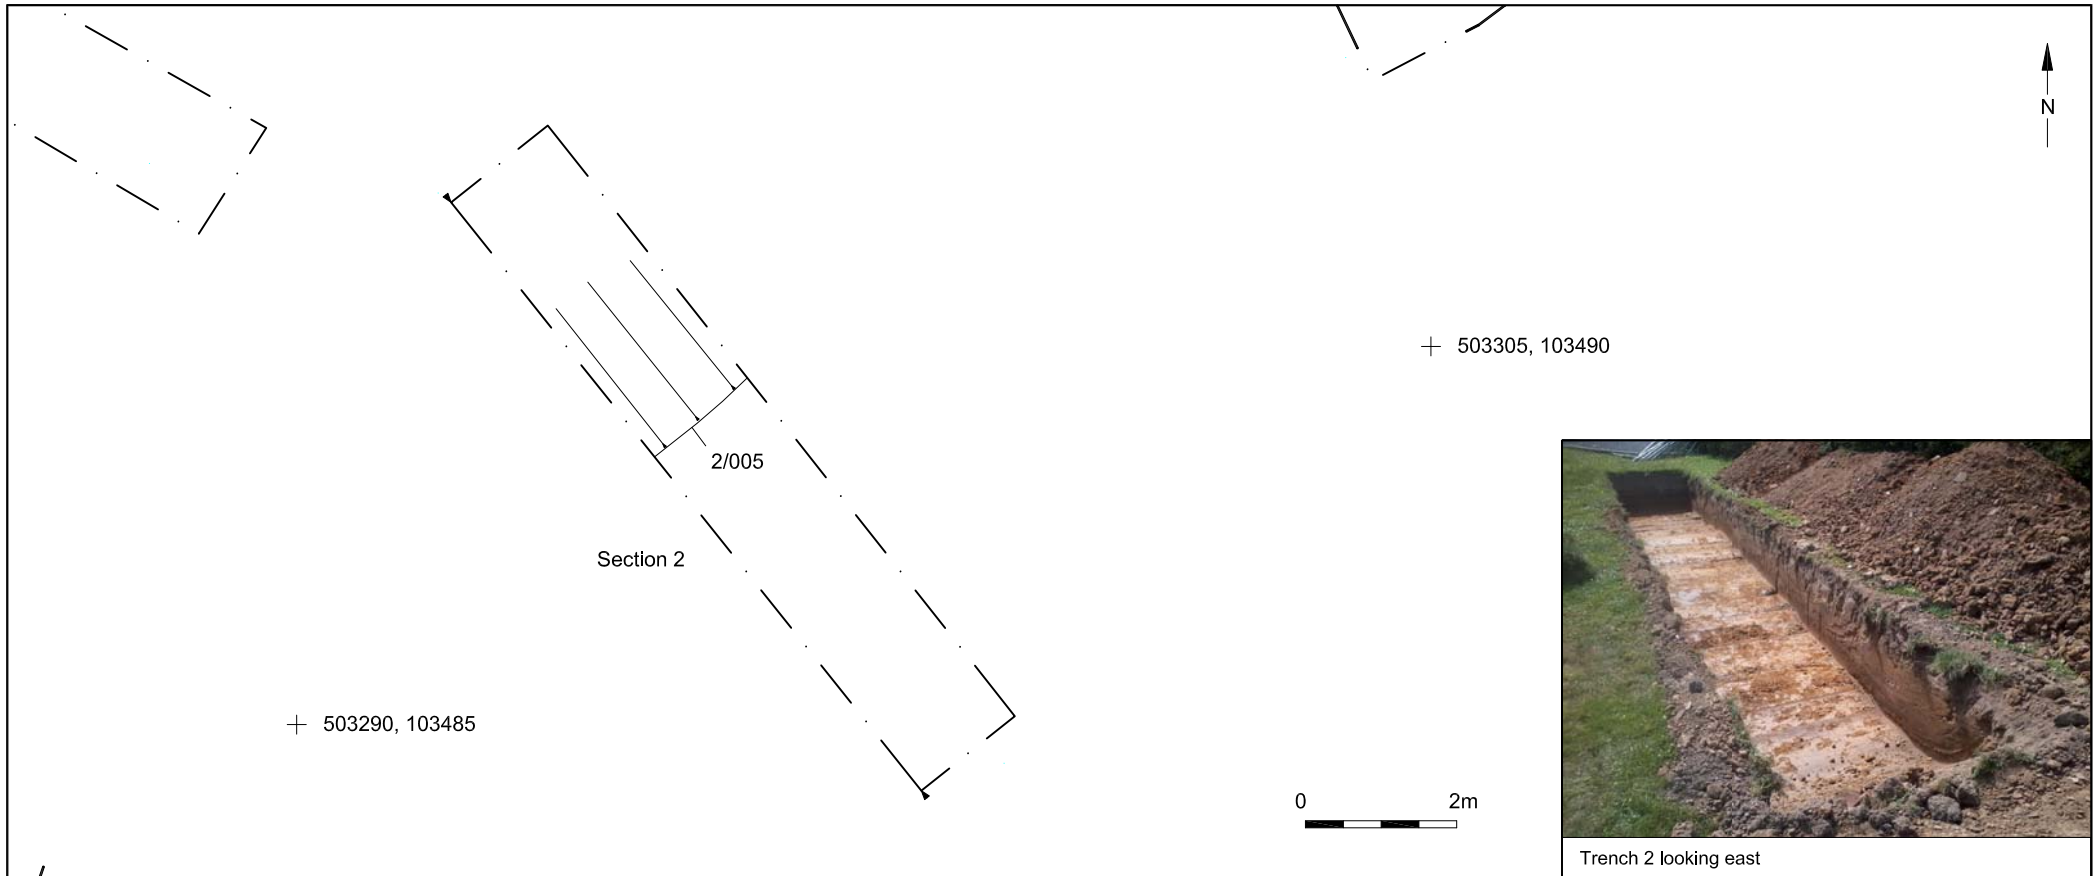 N
503305, 103490
2/005
Section 2
503290, 103485
0 2m
Trench 2 looking east